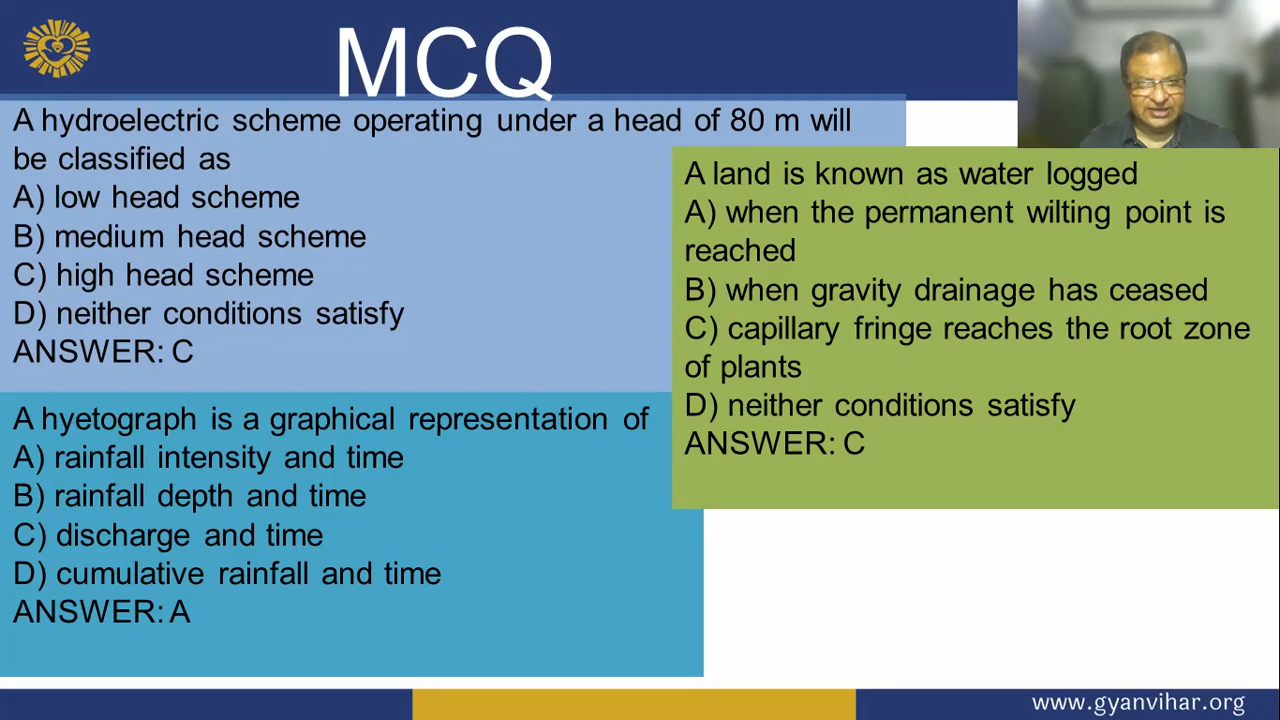 MCQ
A hydroelectric scheme operating under a head of 80 m will
be classified as
A) low head scheme
B) medium head scheme
C) high head scheme
D) neither conditions satisfy
ANSWER: C
A land is known as water logged
A) when the permanent wilting point is
reached
B) when gravity drainage has ceased
C) capillary fringe reaches the root zone
of plants
D) neither conditions satisfy
ANSWER: C
A hyetograph is a graphical representation of
A) rainfall intensity and time
B) rainfall depth and time
C) discharge and time
D) cumulative rainfall and time
ANSWER: A
www.gyanvihar.org